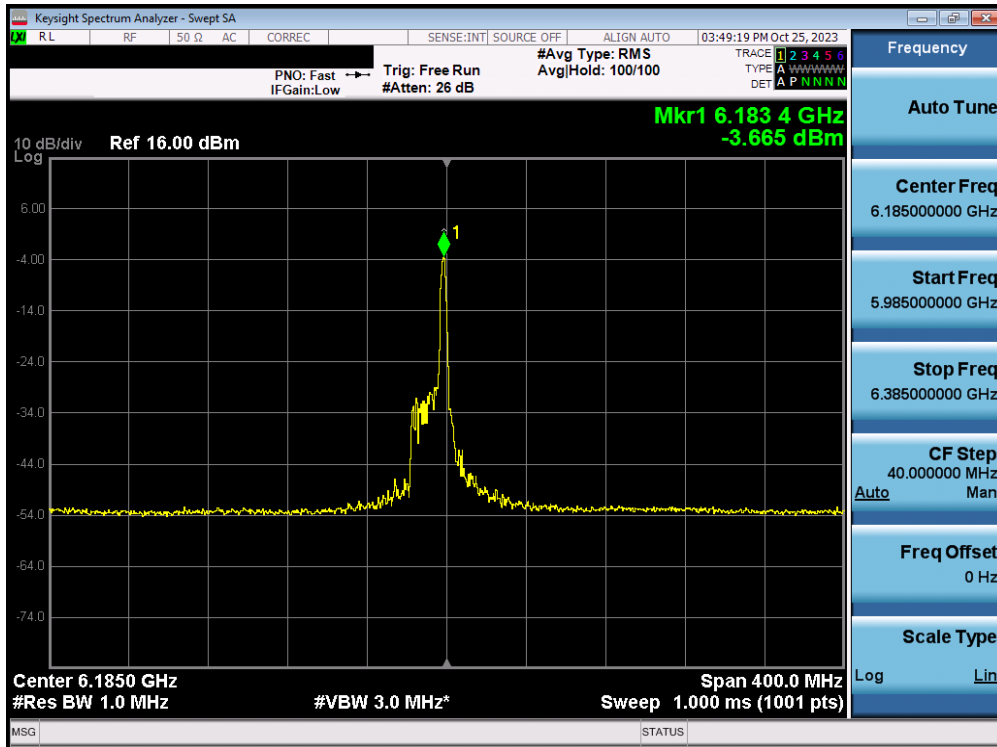 Keysight Spectrum Analyzer - Swept SA
LXI RL RF 50 Ω AC CORREC SENSE:INT SOURCE OFF ALIGN AUTO 03:49:19 PM Oct 25, 2023
PNO: Fast
IFGain:Low
Trig: Free Run
#Atten: 26 dB
#Avg Type: RMS
Avg|Hold: 100/100
TRACE 1 2 3 4 5 6
TYPE A WWWWW
DET A P N N N N
Mkr1 6.183 4 GHz
-3.665 dBm
10 dB/div Ref 16.00 dBm
Log
1
6.00
-4.00
-14.0
-24.0
-34.0
-44.0
-54.0
-64.0
-74.0
Center 6.1850 GHz Span 400.0 MHz
#Res BW 1.0 MHz #VBW 3.0 MHz* Sweep 1.000 ms (1001 pts)
MSG STATUS
Frequency
Auto Tune
Center Freq
6.185000000 GHz
Start Freq
5.985000000 GHz
Stop Freq
6.385000000 GHz
CF Step
40.000000 MHz
Auto Man
Freq Offset
0 Hz
Scale Type
Log Lin